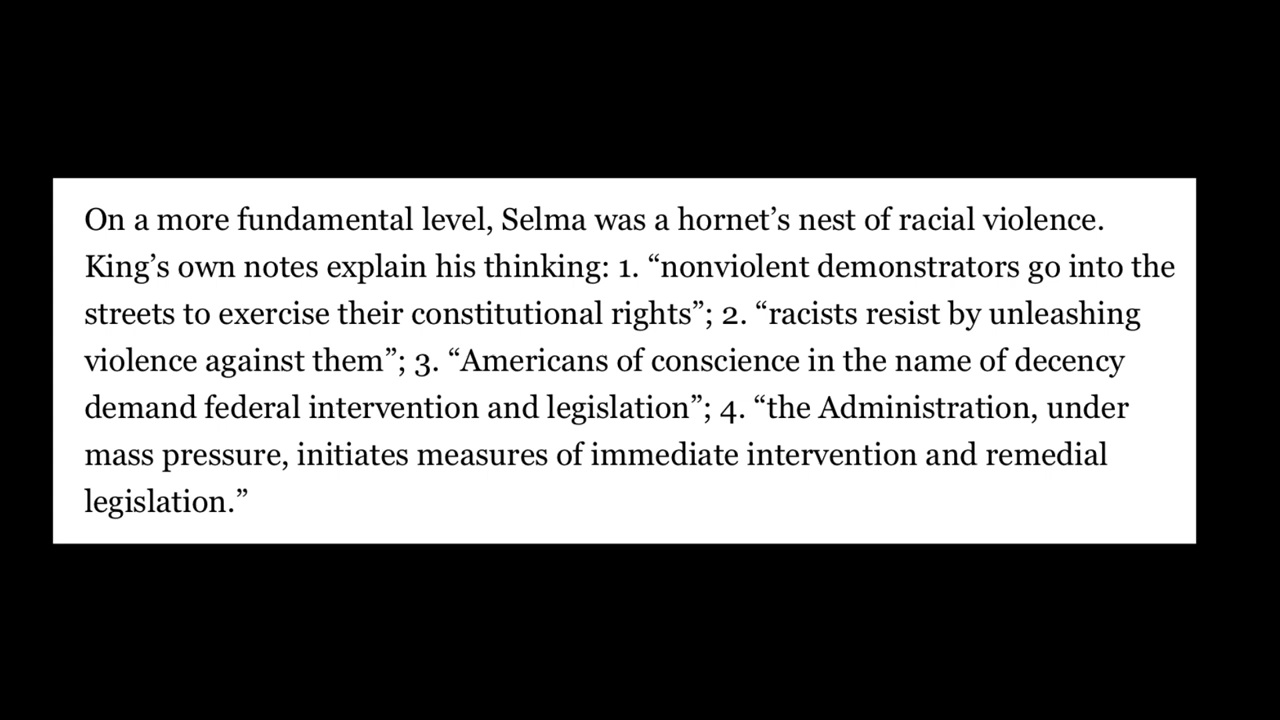 On a more fundamental level, Selma was a hornet’s nest of racial violence.
King’s own notes explain his thinking: 1. “nonviolent demonstrators go into the
streets to exercise their constitutional rights”; 2. “racists resist by unleashing
violence against them”; 3. “Americans of conscience in the name of decency
demand federal intervention and legislation”; 4. “the Administration, under
mass pressure, initiates measures of immediate intervention and remedial
legislation.”